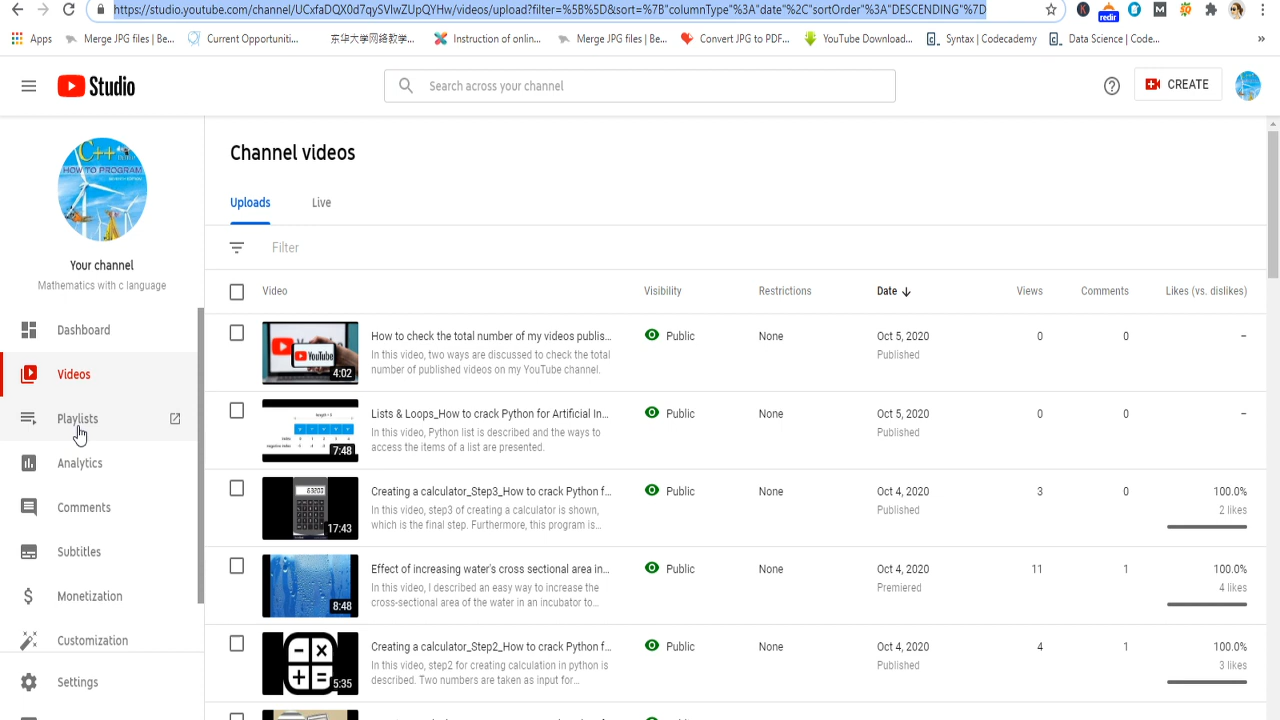 https://studio.youtube.com/channel/UCxfaDQX0d7qySVlwZUpQYHw/videos/upload?filter=%5B%5D&sort=%7B"columnType"%3A"date"%2C"sortOrder"%3A"DESCENDING"%7D
redir
Apps Merge JPG files | Be... Current Opportuniti... 东华大学网络教学... Instruction of onlin... Merge JPG files | Be... Convert JPG to PDF... YouTube Download... Syntax | Codecademy Data Science | Code... »
Studio
Search across your channel
CREATE
C++
HOW TO PROGRAM
Your channel
Mathematics with c language
Dashboard
Videos
Playlists
Analytics
Comments
Subtitles
Monetization
Customization
Settings
Channel videos
Uploads Live
Filter
Video Visibility Restrictions Date Views Comments Likes (vs. dislikes)
YouTube
4:02
How to check the total number of my videos publis... Public None Oct 5, 2020 0 0 –
In this video, two ways are discussed to check the total Published
number of published videos on my YouTube channel.
7:48
Lists & Loops_How to crack Python for Artificial In... Public None Oct 5, 2020 0 0 –
In this video, Python list is described and the ways to Published
access the items of a list are presented.
63200
17:43
Creating a calculator_Step3_How to crack Python f... Public None Oct 4, 2020 3 0 100.0%
In this video, step3 of creating a calculator is shown, Published 2 likes
which is the final step. Furthermore, this program is...
8:48
Effect of increasing water's cross sectional area in... Public None Oct 4, 2020 11 1 100.0%
In this video, I described an easy way to increase the Premiered 4 likes
cross-sectional area of the water in an incubator to...
5:35
Creating a calculator_Step2_How to crack Python f... Public None Oct 4, 2020 4 1 100.0%
In this video, step2 for creating calculation in python is Published 3 likes
described. Two numbers are taken as input for...